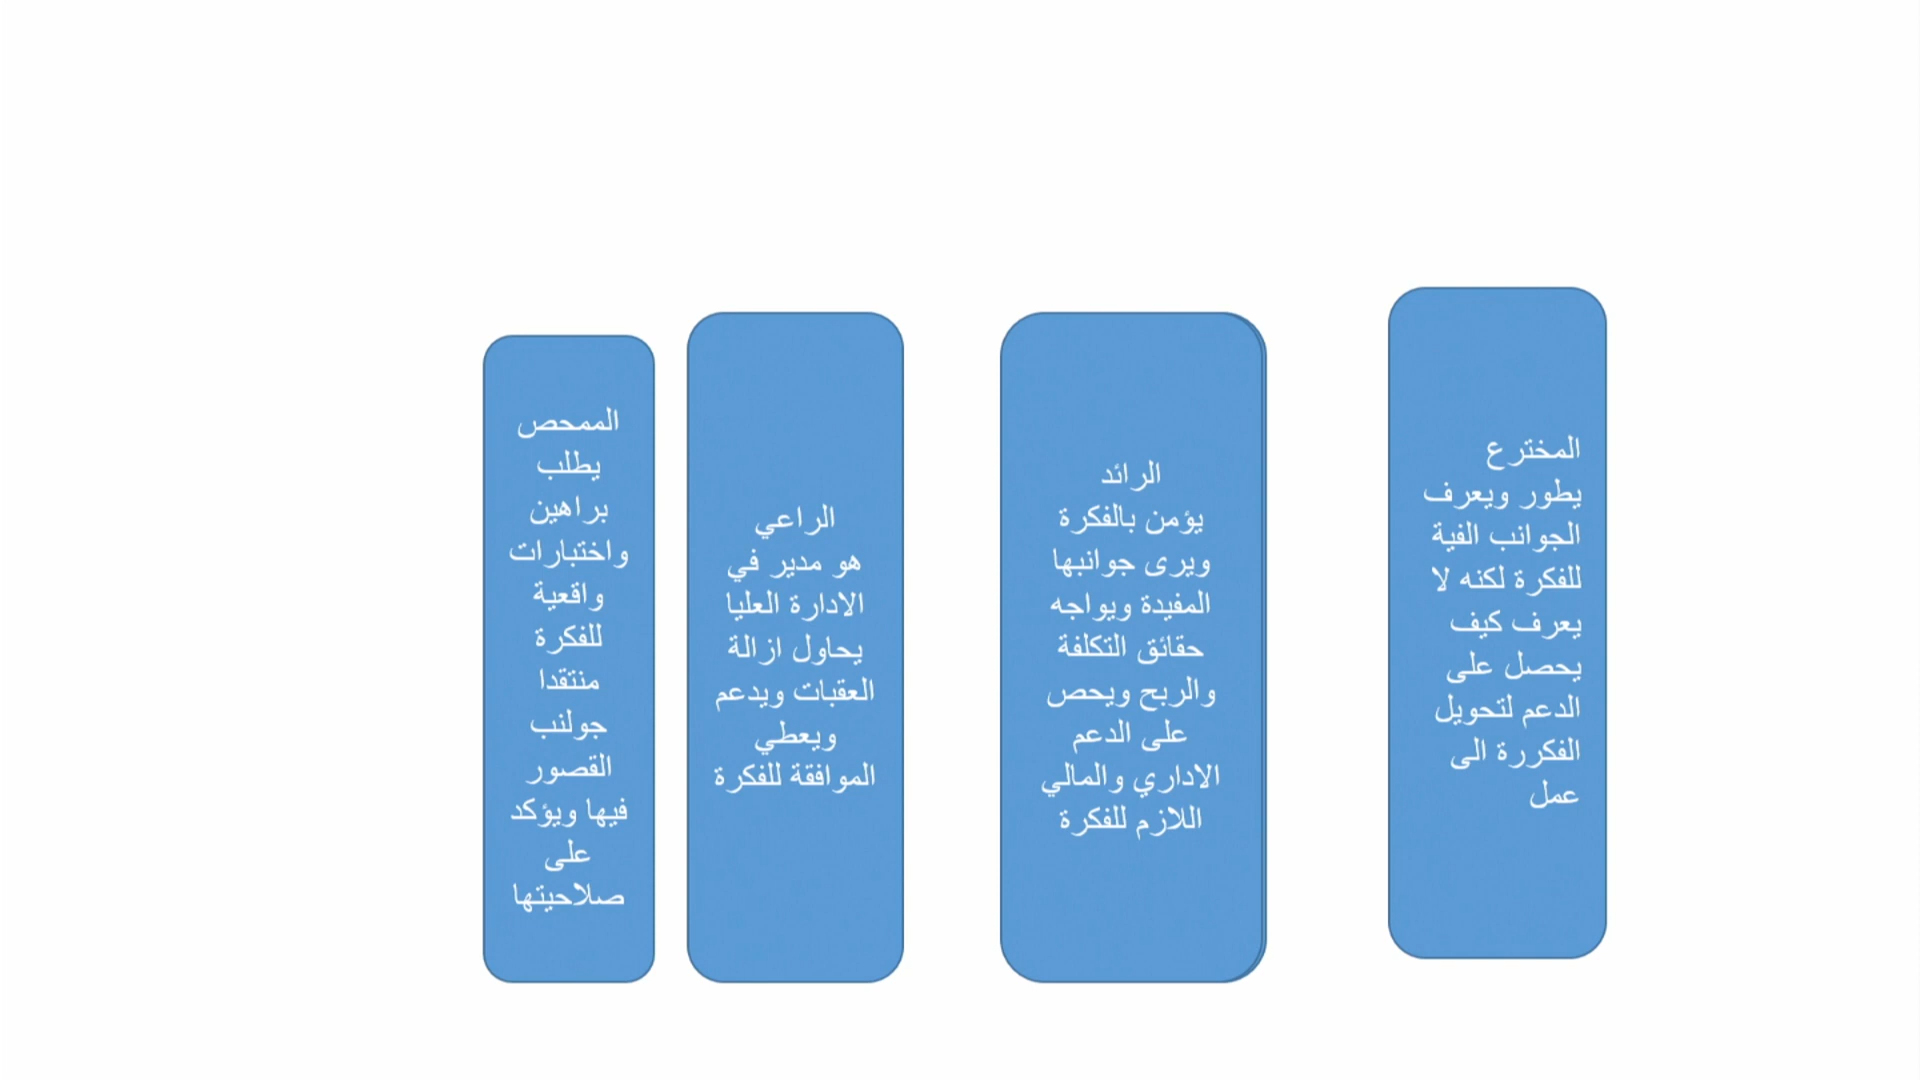 المخترع
يطور ويعرف
الجوانب الفية
للفكرة لكنه لا
يعرف كيف
يحصل على
الدعم لتحويل
الفكررة الى
عمل
الرائد
يؤمن بالفكرة
ويرى جوانبها
المفيدة ويواجه
حقائق التكلفة
والربح ويحص
على الدعم
الاداري والمالي
اللازم للفكرة
الراعي
هو مدير في
الادارة العليا
يحاول ازالة
العقبات ويدعم
ويعطي
الموافقة للفكرة
الممحص
يطلب
براهين
واختبارات
واقعية
للفكرة
منتقدا
جولنب
القصور
فيها ويؤكد
على
صلاحيتها